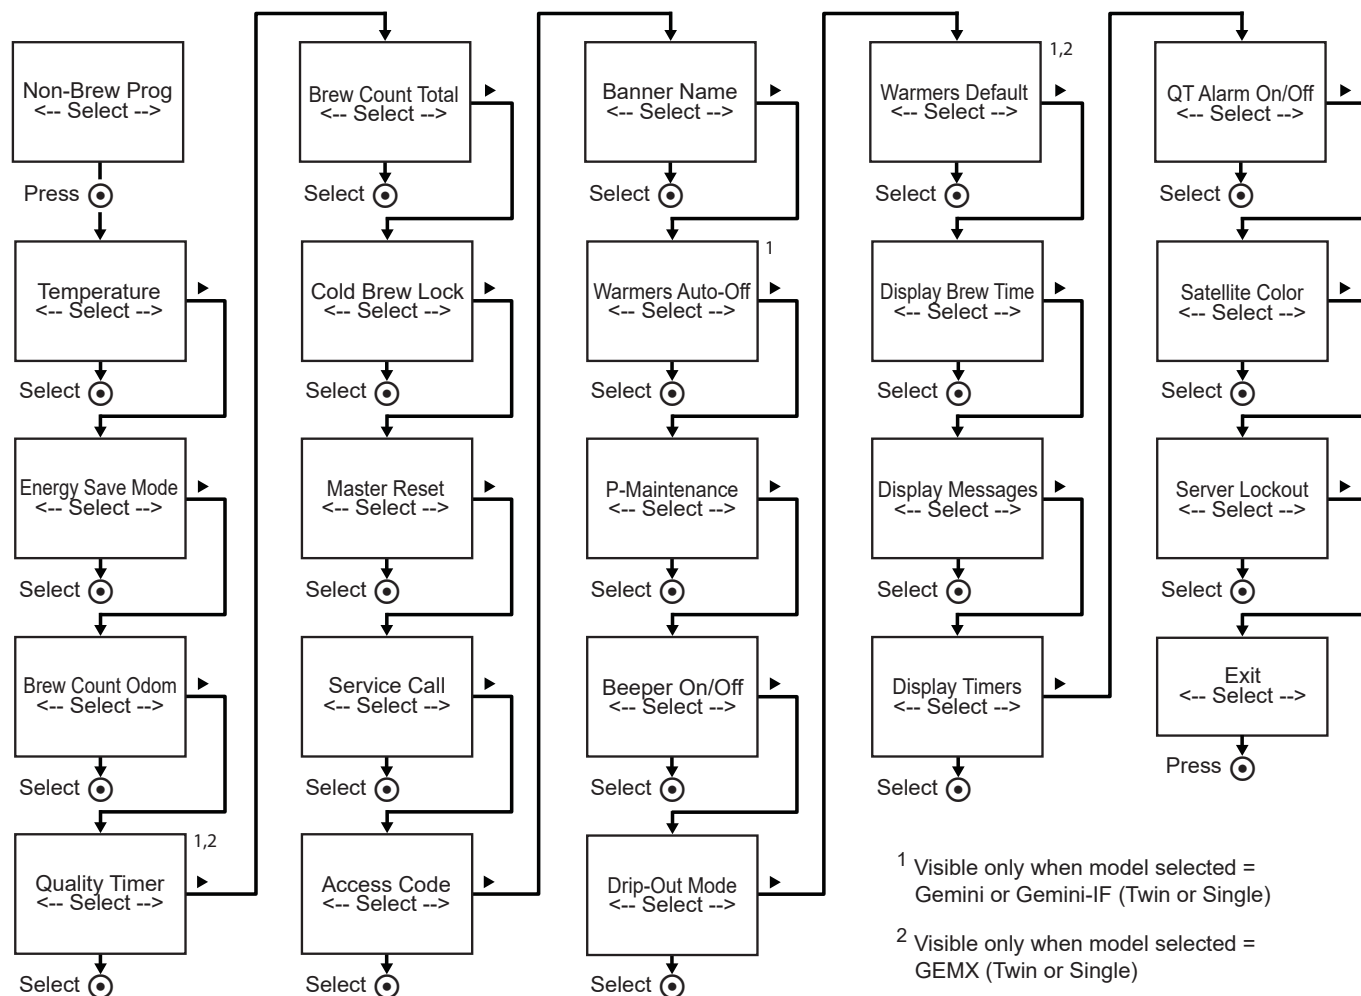 Non-Brew Prog
<-- Select -->
Press
Temperature
<-- Select -->
Select
Energy Save Mode
<-- Select -->
Select
Brew Count Odom
<-- Select -->
Select
1,2
Quality Timer
<-- Select -->
Select
Brew Count Total
<-- Select -->
Select
Cold Brew Lock
<-- Select -->
Select
Master Reset
<-- Select -->
Select
Service Call
<-- Select -->
Select
Access Code
<-- Select -->
Select
Banner Name
<-- Select -->
Select
1
Warmers Auto-Off
<-- Select -->
Select
P-Maintenance
<-- Select -->
Select
Beeper On/Off
<-- Select -->
Select
Drip-Out Mode
<-- Select -->
Select
1,2
Warmers Default
<-- Select -->
Select
Display Brew Time
<-- Select -->
Select
Display Messages
<-- Select -->
Select
Display Timers
<-- Select -->
Select
QT Alarm On/Off
<-- Select -->
Select
Satellite Color
<-- Select -->
Select
Server Lockout
<-- Select -->
Select
Exit
<-- Select -->
Press
1 Visible only when model selected =
Gemini or Gemini-IF (Twin or Single)
2 Visible only when model selected =
GEMX (Twin or Single)